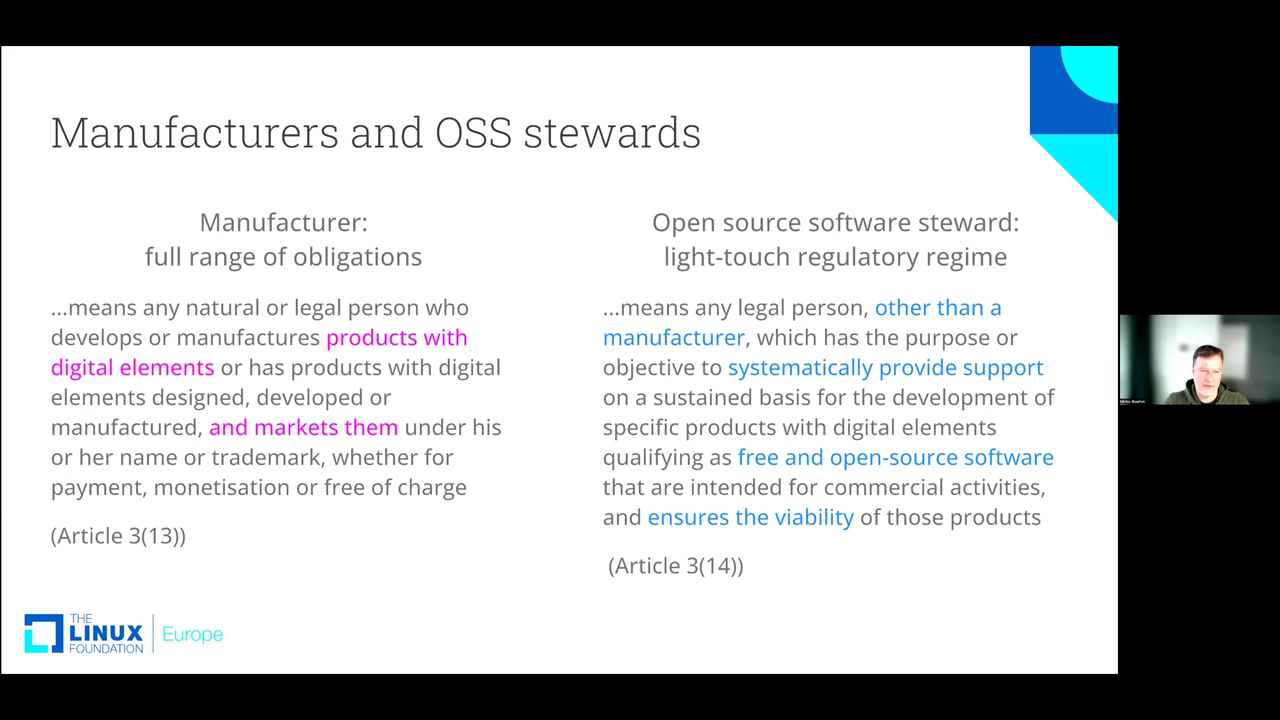 Manufacturers and OSS stewards
Manufacturer:
full range of obligations
...means any natural or legal person who
develops or manufactures products with
digital elements or has products with digital
elements designed, developed or
manufactured, and markets them under his
or her name or trademark, whether for
payment, monetisation or free of charge
(Article 3(13))
Open source software steward:
light-touch regulatory regime
...means any legal person, other than a
manufacturer, which has the purpose or
objective to systematically provide support
on a sustained basis for the development of
specific products with digital elements
qualifying as free and open-source software
that are intended for commercial activities,
and ensures the viability of those products
(Article 3(14))
THE
LINUX
FOUNDATION
Europe
Mirko Boehm